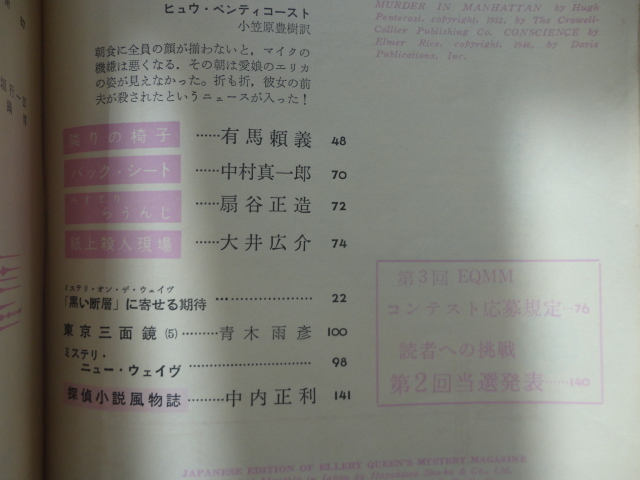 ヒュウ・ペンティコースト
小笠原豊樹訳
朝食に全員の顔が揃わないと，マイクの
機嫌は悪くなる．その朝は愛娘のエリカ
の姿が見えなかった。折も折，彼女の前
夫が殺されたというニュースが入った！
隣りの椅子……有馬頼義 48
バック・シート……中村真一郎 70
らうんじ……扇谷正造 72
紙上殺人現場……大井広介 74
ミステリ・オン・デ・ウェイヴ
「黒い断層」に寄せる期待……………… 22
東京三面鏡(5)………青木雨彦 100
ミステリ・
ニュー・ウェイヴ……………… 98
探偵小説風物誌………中内正利 141
MURDER IN MANHATTAN by Hugh
Pentecost, copyright, 1952, by The Crowell-
Collier Publishing Co. CONSCIENCE by
Elmer Rice, copyright, 1946, by Davis
Publications, Inc.
第3回 EQMM
コンテスト応募規定…76
読者への挑戦
第2回当選発表……140
JAPANESE EDITION OF ELLERY QUEEN'S MYSTERY MAGAZINE